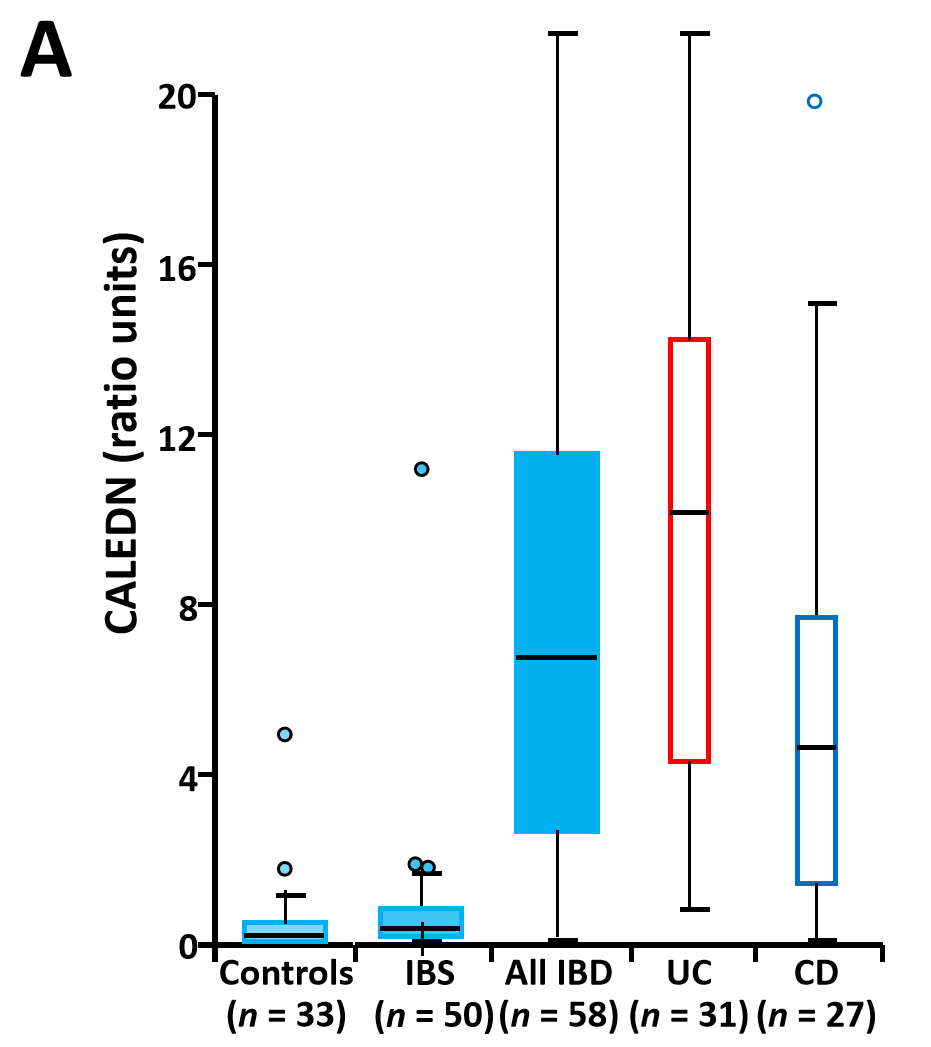 A
CALEDN (ratio units)
20
16
12
8
4
0
Controls IBS All IBD UC CD
(n = 33) (n = 50) (n = 58) (n = 31) (n = 27)